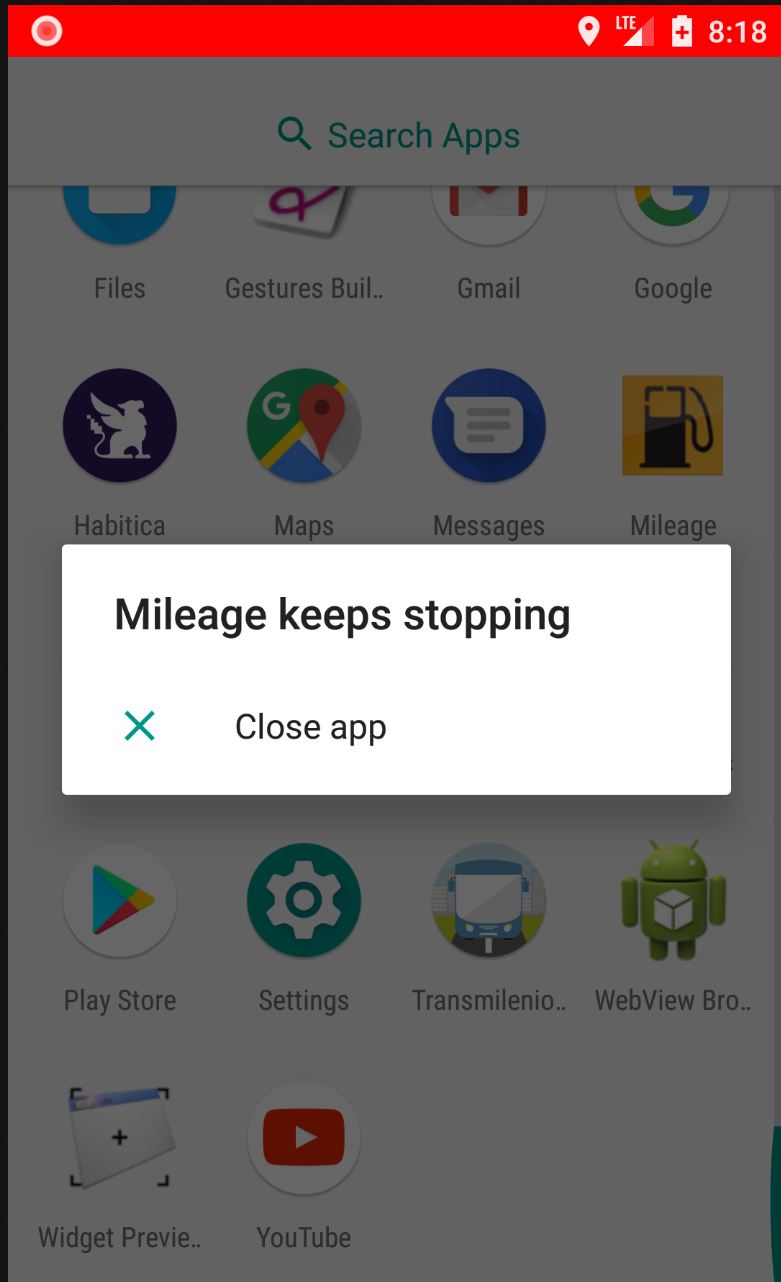 LTE 8:18
Search Apps
Files Gestures Buil.. Gmail Google
G
Habitica Maps Messages Mileage
Mileage keeps stopping
Close app
Play Store Settings Transmilenio.. WebView Bro..
Widget Previe.. YouTube